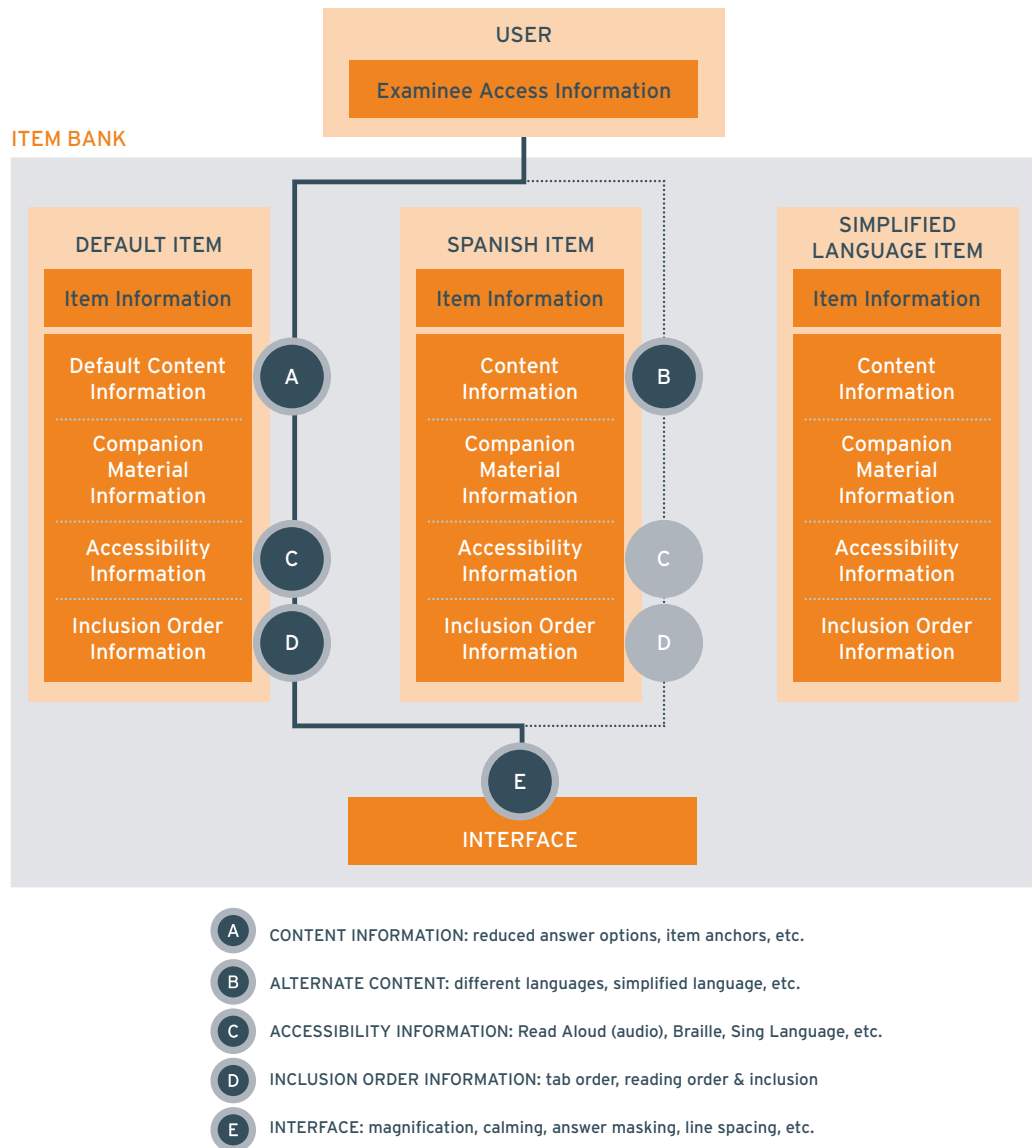 USER
Examinee Access Information
ITEM BANK
DEFAULT ITEM
Item Information
Default Content
Information
Companion
Material
Information
Accessibility
Information
Inclusion Order
Information
A
C
D
SPANISH ITEM
Item Information
Content
Information
Companion
Material
Information
Accessibility
Information
Inclusion Order
Information
B
C
D
SIMPLIFIED
LANGUAGE ITEM
Item Information
Content
Information
Companion
Material
Information
Accessibility
Information
Inclusion Order
Information
E
INTERFACE
A CONTENT INFORMATION: reduced answer options, item anchors, etc.
B ALTERNATE CONTENT: different languages, simplified language, etc.
C ACCESSIBILITY INFORMATION: Read Aloud (audio), Braille, Sing Language, etc.
D INCLUSION ORDER INFORMATION: tab order, reading order & inclusion
E INTERFACE: magnification, calming, answer masking, line spacing, etc.